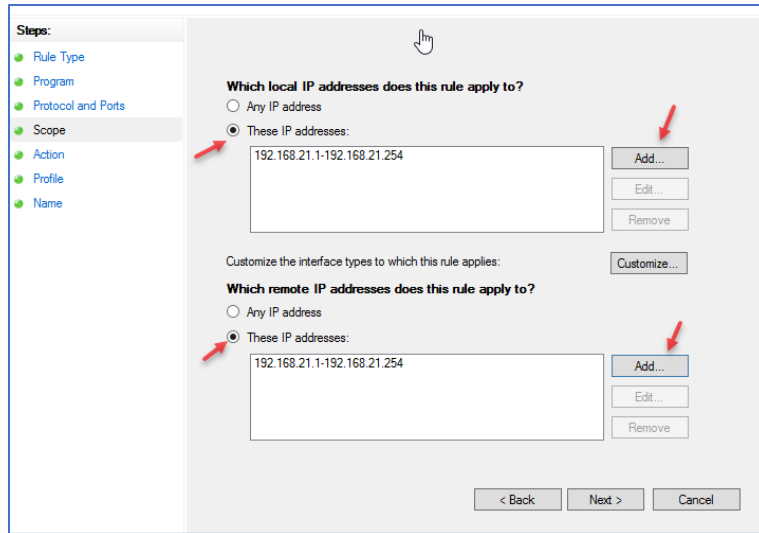 Steps:
Rule Type
Program
Protocol and Ports
Scope
Action
Profile
Name
Which local IP addresses does this rule apply to?
Any IP address
These IP addresses:
192.168.21.1-192.168.21.254
Add...
Edit...
Remove
Customize the interface types to which this rule applies:
Customize...
Which remote IP addresses does this rule apply to?
Any IP address
These IP addresses:
192.168.21.1-192.168.21.254
Add...
Edit...
Remove
< Back
Next >
Cancel